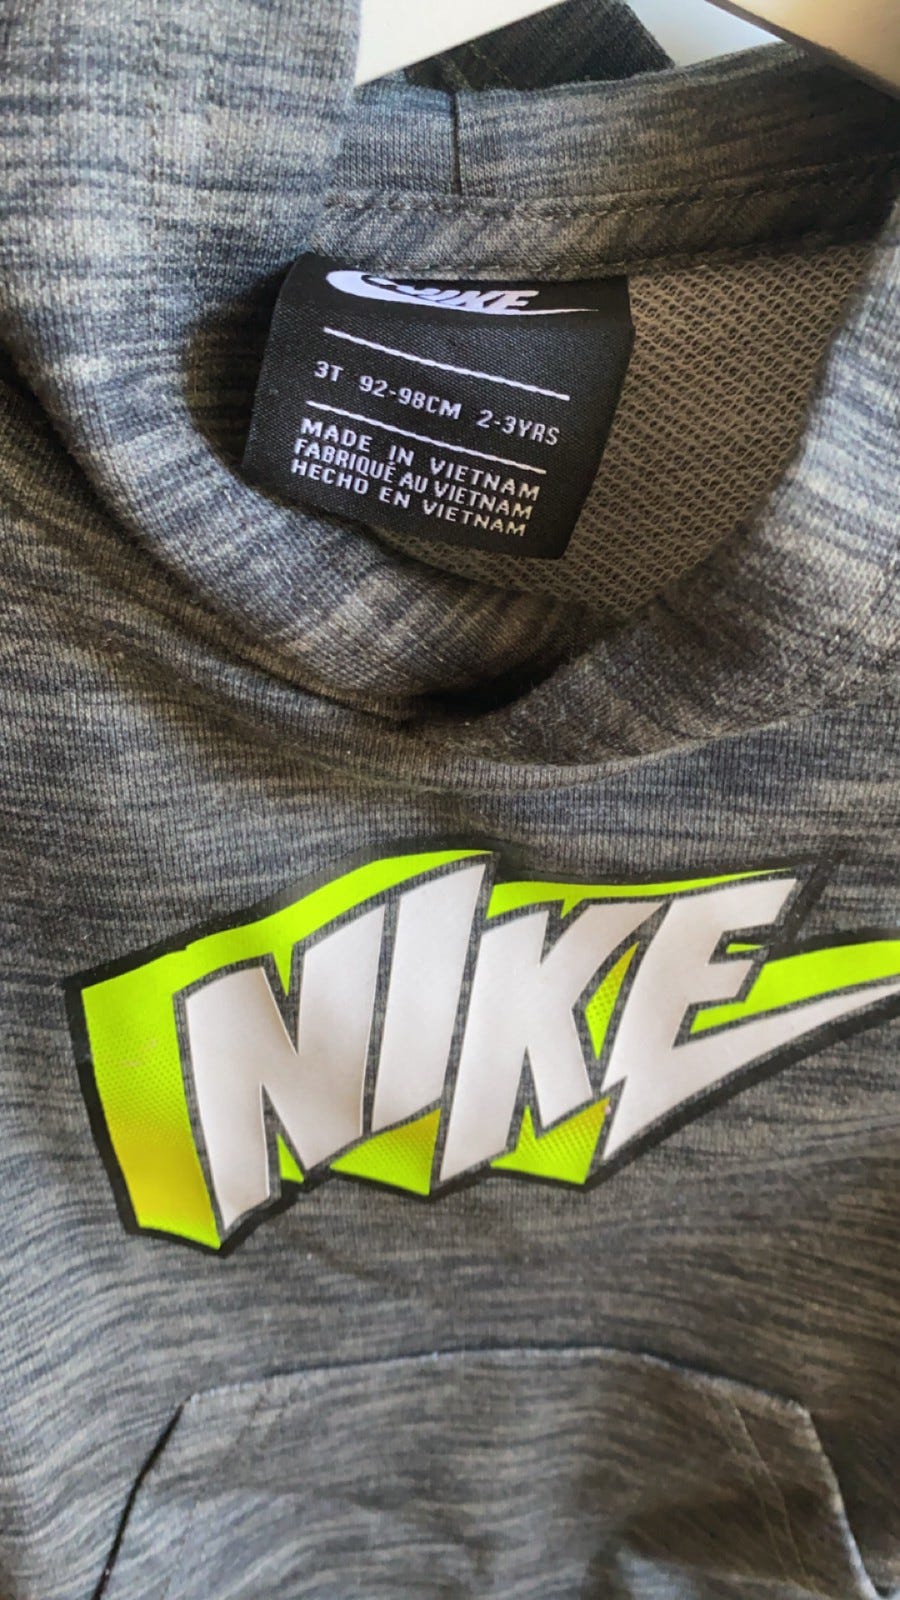 NIKE
3T 92-98CM 2-3YRS
MADE IN VIETNAM
FABRIQUÉ AU VIETNAM
HECHO EN VIETNAM
NIKE